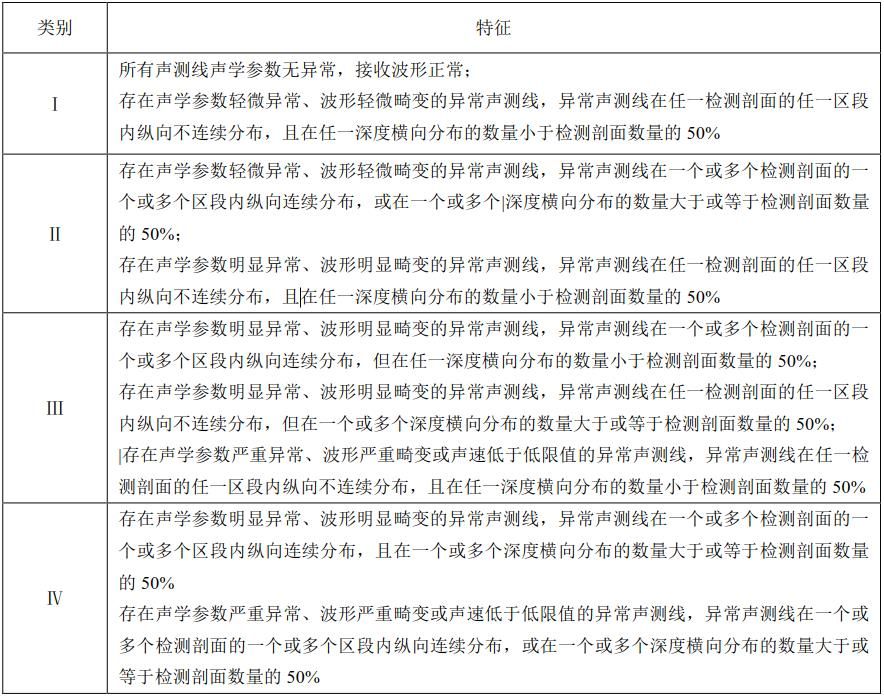 类别 特征
所有声测线声学参数无异常，接收波形正常；
I
存在声学参数轻微异常、波形轻微畸变的异常声测线，异常声测线在任一检测剖面的任一区段
内纵向不连续分布，且在任一深度横向分布的数量小于检测剖面数量的 50%
存在声学参数轻微异常、波形轻微畸变的异常声测线，异常声测线在一个或多个检测剖面的一
个或多个区段内纵向连续分布，或在一个或多个|深度横向分布的数量大于或等于检测剖面数量
II
的 50%；
存在声学参数明显异常、波形明显畸变的异常声测线，异常声测线在任一检测剖面的任一区段
内纵向不连续分布，且|在任一深度横向分布的数量小于检测剖面数量的 50%
存在声学参数明显异常、波形明显畸变的异常声测线，异常声测线在一个或多个检测剖面的一
个或多个区段内纵向连续分布，但在任一深度横向分布的数量小于检测剖面数量的 50%；
III
存在声学参数明显异常、波形明显畸变的异常声测线，异常声测线在任一检测剖面的任一区段
内纵向不连续分布，但在一个或多个深度横向分布的数量大于或等于检测剖面数量的 50%；
|存在声学参数严重异常、波形严重畸变或声速低于低限值的异常声测线，异常声测线在任一检
测剖面的任一区段内纵向不连续分布，且在任一深度横向分布的数量小于检测剖面数量的 50%
存在声学参数明显异常、波形明显畸变的异常声测线，异常声测线在一个或多个检测剖面的一
个或多个区段内纵向连续分布，且在一个或多个深度横向分布的数量大于或等于检测剖面数量
的 50%
IV
存在声学参数严重异常、波形严重畸变或声速低于低限值的异常声测线，异常声测线在一个或
多个检测剖面的一个或多个区段内纵向连续分布，或在一个或多个深度横向分布的数量大于或
等于检测剖面数量的 50%